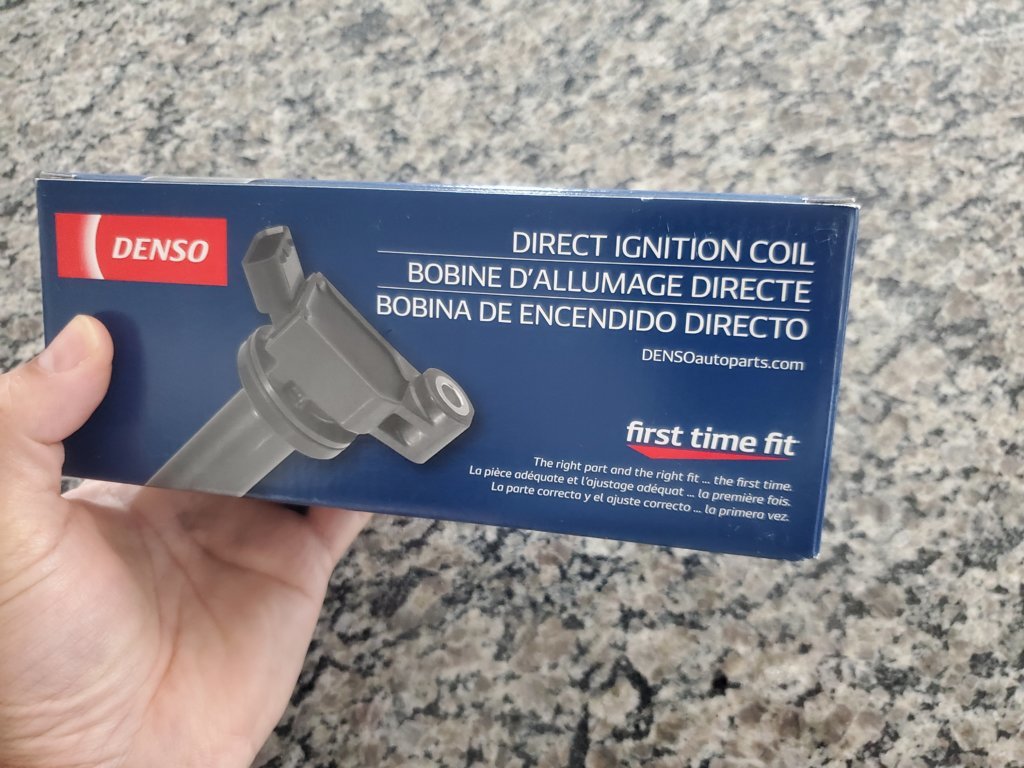 DENSO
DIRECT IGNITION COIL
BOBINE D'ALLUMAGE DIRECTE
BOBINA DE ENCENDIDO DIRECTO
DENSOautoparts.com
first time fit
The right part and the right fit ... the first time.
La pièce adéquate et l'ajustage adéquat ... la première fois.
La parte correcta y el ajuste correcto ... la primera vez.